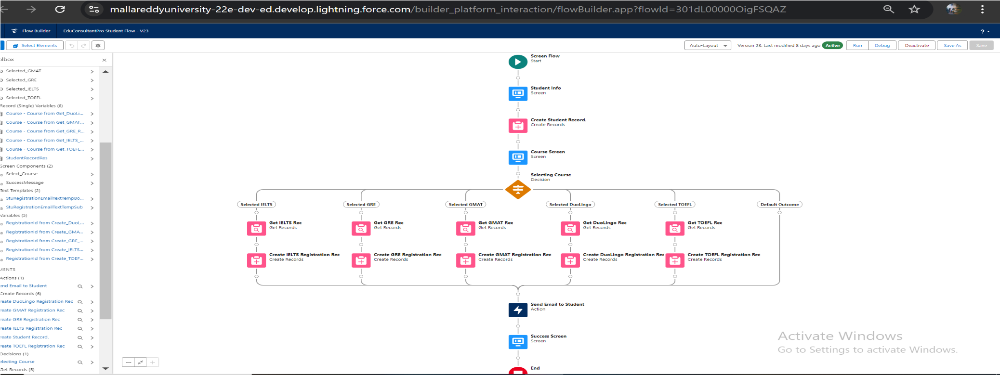 mallareddyuniversity-22e-dev-ed.develop.lightning.force.com/builder_platform_interaction/flowBuilder.app?flowId=301dL00000OigFSQAZ
Flow Builder
EduConsultantPro Student Flow - V23
?
Select Elements
Auto-Layout
Version 23: Last modified 8 days ago
Active
Run
Debug
Deactivate
Save As
Save
olbox
Selected_GMAT
Selected_GRE
Selected_IELTS
Selected_TOEFL
Record (Single) Variables (6)
Course - Course from Get_DuoLi...
Course - Course from Get_GMAT...
Course - Course from Get_GRE_R...
Course - Course from Get_IELTS_...
Course - Course from Get_TOEFL...
StudentRecordRes
Screen Components (2)
Select_Course
SuccessMessage
Text Templates (2)
StuRegistrationEmailTextTempBo...
StuRegistrationEmailTextTempSub
Variables (5)
RegistrationId from Create_DuoL...
RegistrationId from Create_GMA...
RegistrationId from Create_GRE_...
RegistrationId from Create_IELTS...
RegistrationId from Create_TOEF...
MENTS
Actions (1)
end Email to Student
Create Records (6)
reate DuoLingo Registration Rec
reate GMAT Registration Rec
reate GRE Registration Rec
reate IELTS Registration Rec
reate Student Record.
reate TOEFL Registration Rec
Decisions (1)
electing Course
Get Records (5)
Screen Flow
Start
Student Info
Screen
Create Student Record.
Create Records
Course Screen
Screen
Selecting Course
Decision
Selected IELTS
Selected GRE
Selected GMAT
Selected DuoLingo
Selected TOEFL
Default Outcome
Get IELTS Rec
Get Records
Get GRE Rec
Get Records
Get GMAT Rec
Get Records
Get DuoLingo Rec
Get Records
Get TOEFL Rec
Get Records
Create IELTS Registration Rec
Create Records
Create GRE Registration Rec
Create Records
Create GMAT Registration Rec
Create Records
Create DuoLingo Registration Rec
Create Records
Create TOEFL Registration Rec
Create Records
Send Email to Student
Action
Success Screen
Screen
End
Activate Windows
Go to Settings to activate Windows.